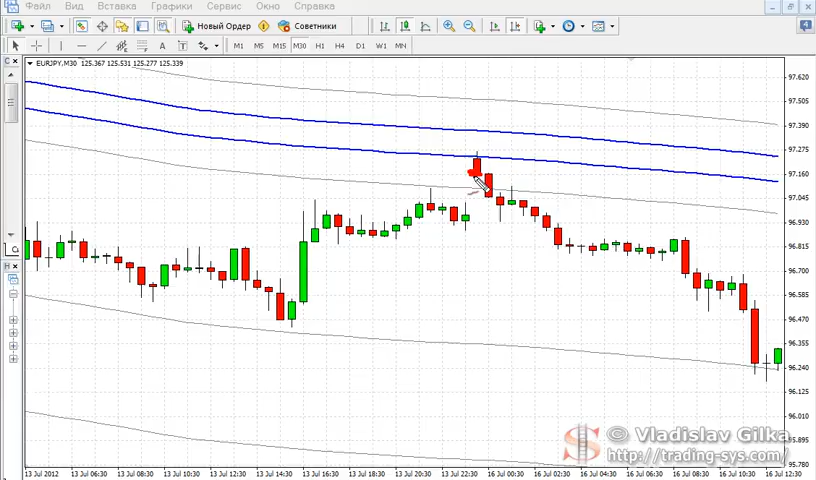 Файл Вид Вставка Графики Сервис Окно Справка
4
Новый Ордер Советники
A T M1 M5 M15 M30 H1 H4 D1 W1 MN
EURJPY,M30 125.367 125.531 125.277 125.339
97.620
97.505
97.390
97.275
97.160
97.045
96.930
96.815
96.700
96.585
96.470
96.355
96.240
96.125
96.010
95.895
95.780
© Vladislav Gilka
http://trading-sys.com/
13 Jul 2012 13 Jul 06:30 13 Jul 08:30 13 Jul 10:30 13 Jul 12:30 13 Jul 14:30 13 Jul 16:30 13 Jul 18:30 13 Jul 20:30 13 Jul 22:30 16 Jul 00:30 16 Jul 02:30 16 Jul 04:30 16 Jul 06:30 16 Jul 08:30 16 Jul 10:30 16 Jul 12:30